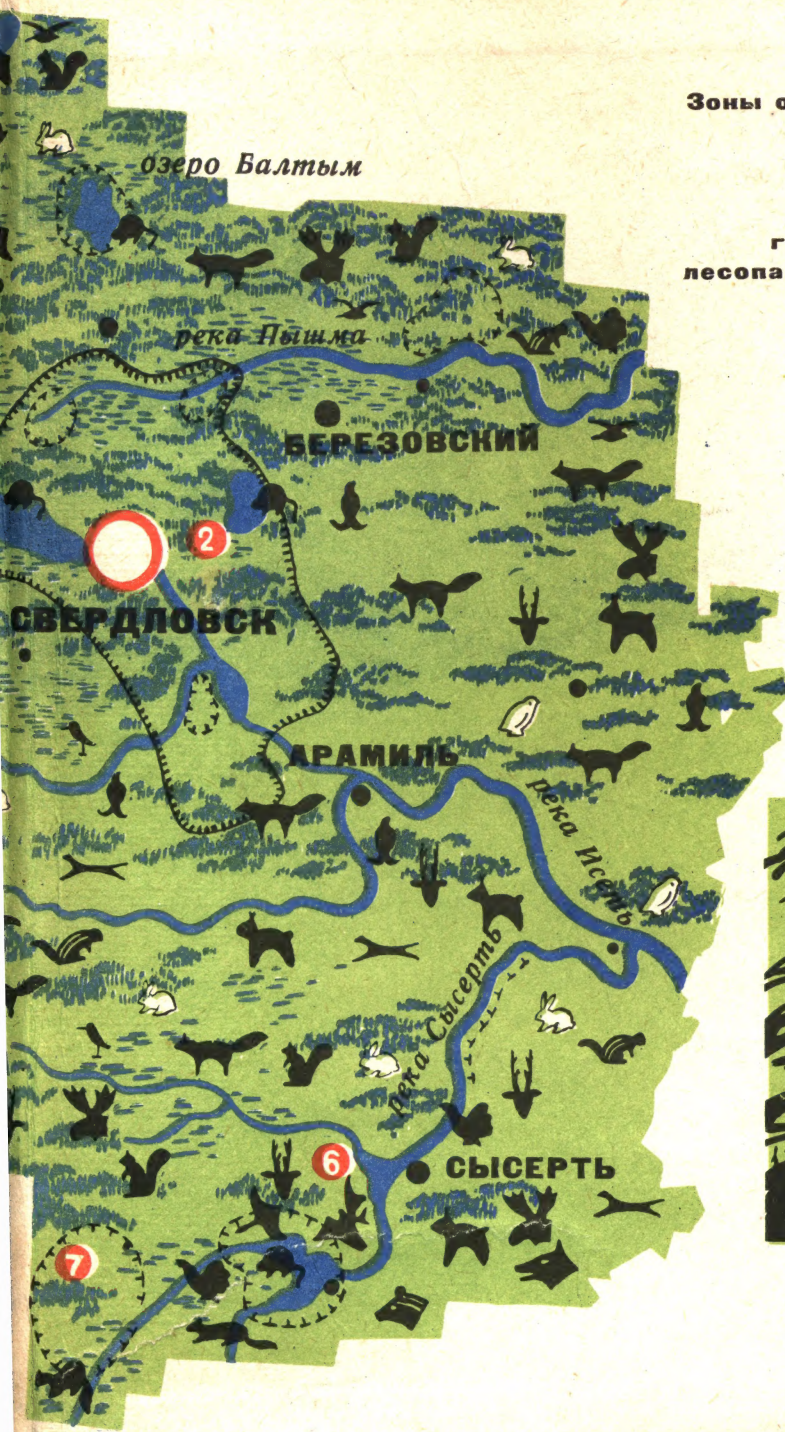 Зоны о
озеро Балтым
г
лесопа
река Пышма
БЕРЕЗОВСКИЙ
2
СВЕРДЛОВСК
АРАМИЛЬ
река Исеть
река Сысерть
6
СЫСЕРТЬ
7